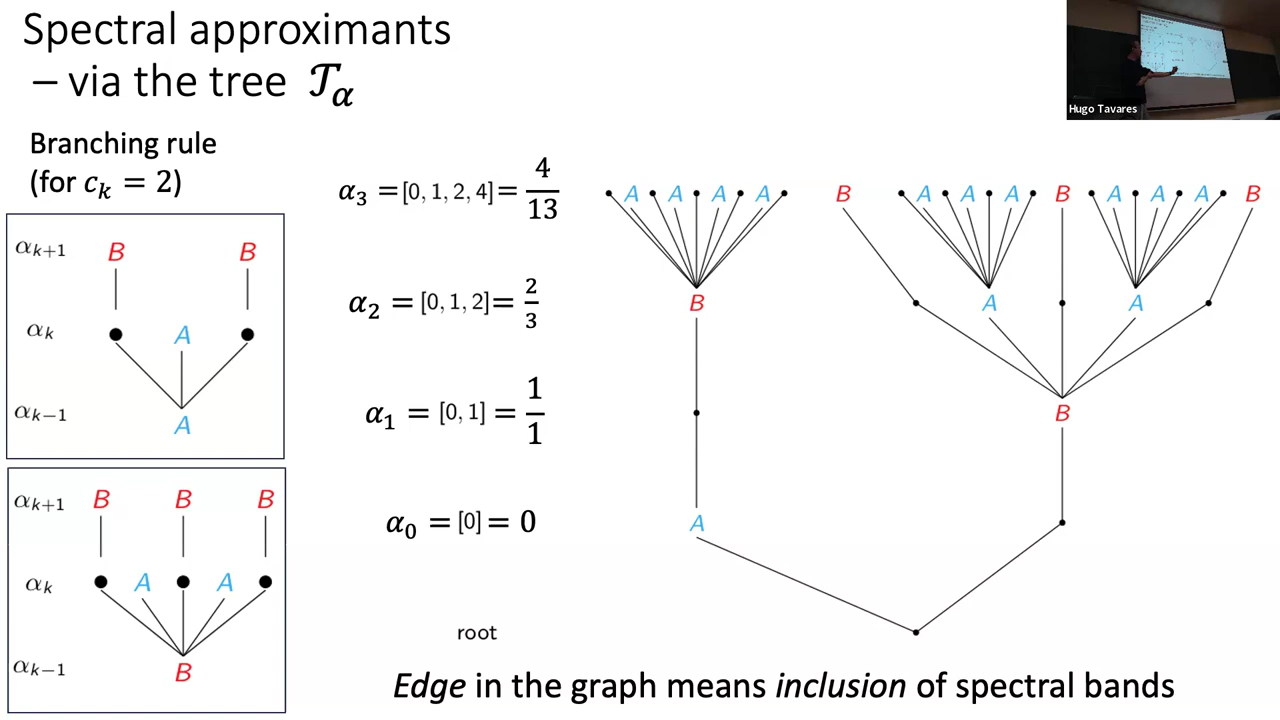 Spectral approximants
– via the tree 𝒯α
Hugo Tavares
Branching rule
(for cₖ = 2)
αk+1 B B
αk A
αk−1 A
αk+1 B B B
αk A A
αk−1 B
α₃ = [0, 1, 2, 4] = 4/13
α₂ = [0, 1, 2] = 2/3
α₁ = [0, 1] = 1/1
α₀ = [0] = 0
root
A A A A B A A A B A A A B
B A A
B
A
Edge in the graph means inclusion of spectral bands